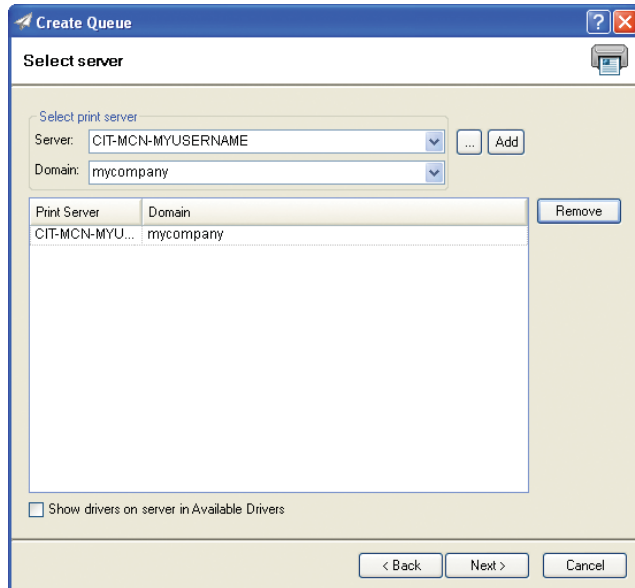 Create Queue
Select server
Select print server
Server: CIT-MCN-MYUSERNAME ... Add
Domain: mycompany
Print Server Domain Remove
CIT-MCN-MYU... mycompany
Show drivers on server in Available Drivers
< Back Next > Cancel